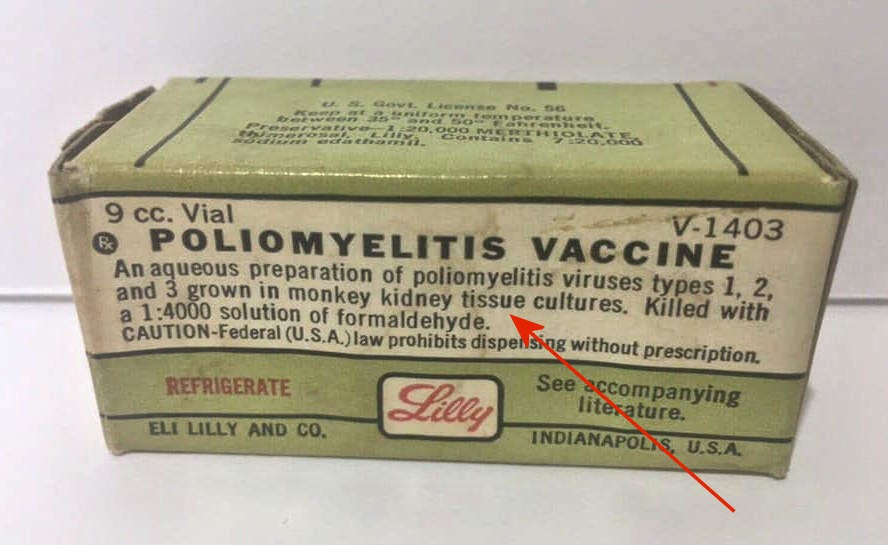 U. S. Govt. License No. 56
Keep at a uniform temperature
between 35° and 50° Fahrenheit.
Preservative—1:20,000 MERTHIOLATE,
thimerosal, Lilly. Contains 7:20,000
sodium edathamil.
9 cc. Vial
V-1403
Rx POLIOMYELITIS VACCINE
An aqueous preparation of poliomyelitis viruses types 1, 2,
and 3 grown in monkey kidney tissue cultures. Killed with
a 1:4000 solution of formaldehyde.
CAUTION-Federal (U.S.A.) law prohibits dispensing without prescription.
REFRIGERATE
Lilly
See accompanying
literature.
ELI LILLY AND CO.
INDIANAPOLIS, U.S.A.